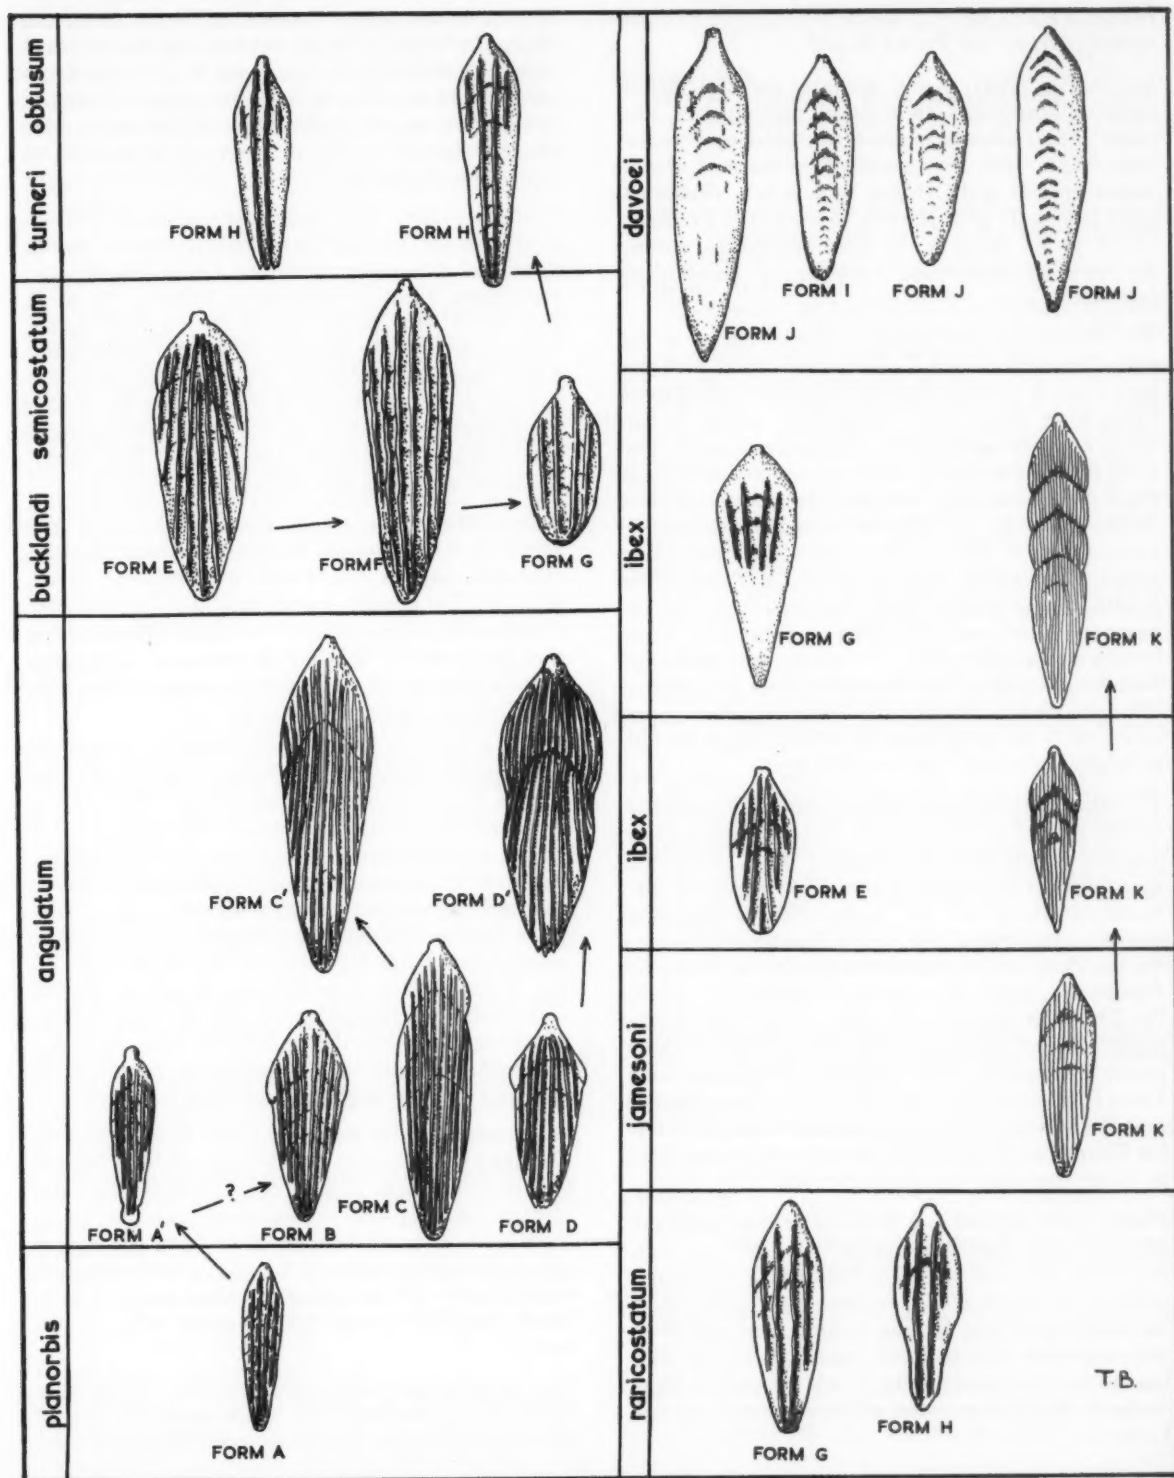 turneri obtusum
FORM H
FORM H
bucklandi semicostatum
FORM E
FORM F
FORM G
angulatum
FORM C'
FORM D'
FORM A'
?
FORM B
FORM C
FORM D
planorbis
FORM A
davoei
FORM J
FORM I
FORM J
FORM J
ibex
FORM G
FORM K
ibex
FORM E
FORM K
jamesoni
FORM K
raricostatum
FORM G
FORM H
T.B.